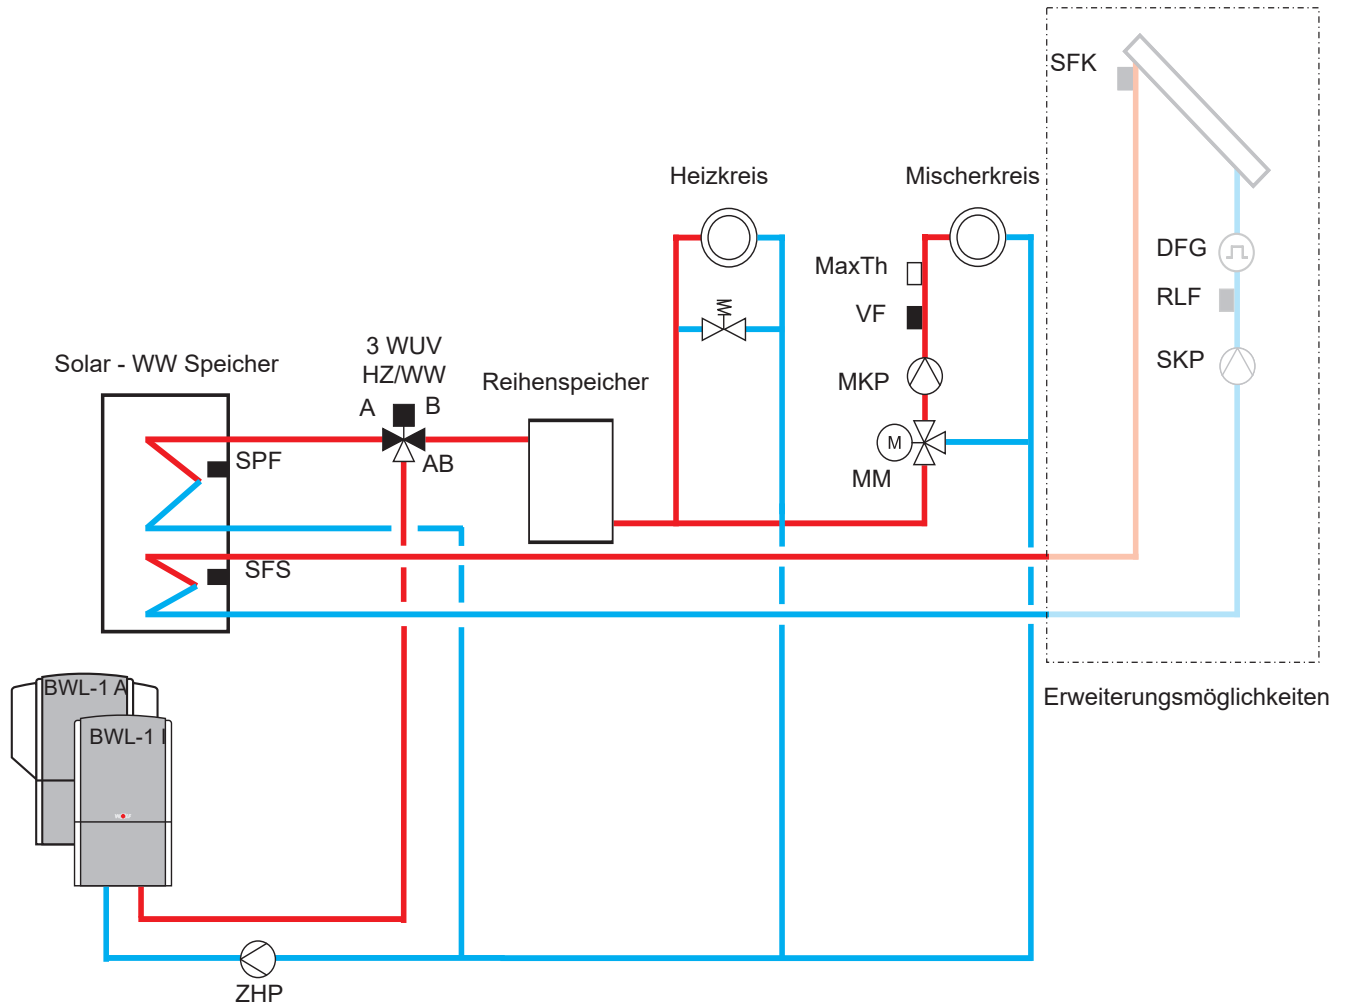 SFK
Heizkreis
Mischerkreis
DFG
MaxTh
RLF
VF
3 WUV
HZ/WW
Solar - WW Speicher
SKP
Reihenspeicher
MKP
A
B
M
SPF
AB
MM
SFS
BWL-1 A
Erweiterungsmöglichkeiten
BWL-1 I
ZHP